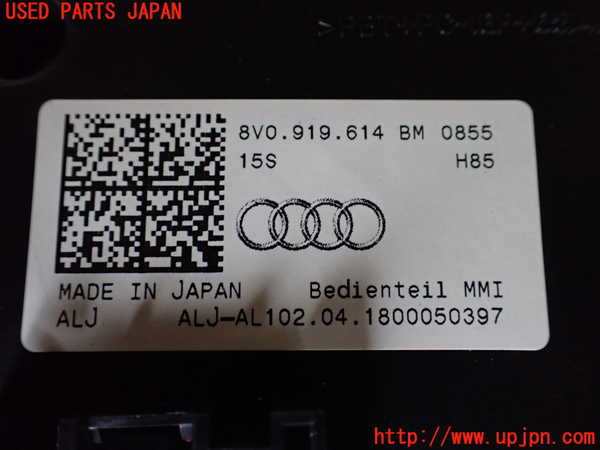 USED PARTS JAPAN
8V0.919.614 BM 0855
15S H85
MADE IN JAPAN Bedienteil MMI
ALJ ALJ-AL102.04.1800050397
http://www.upjpn.com